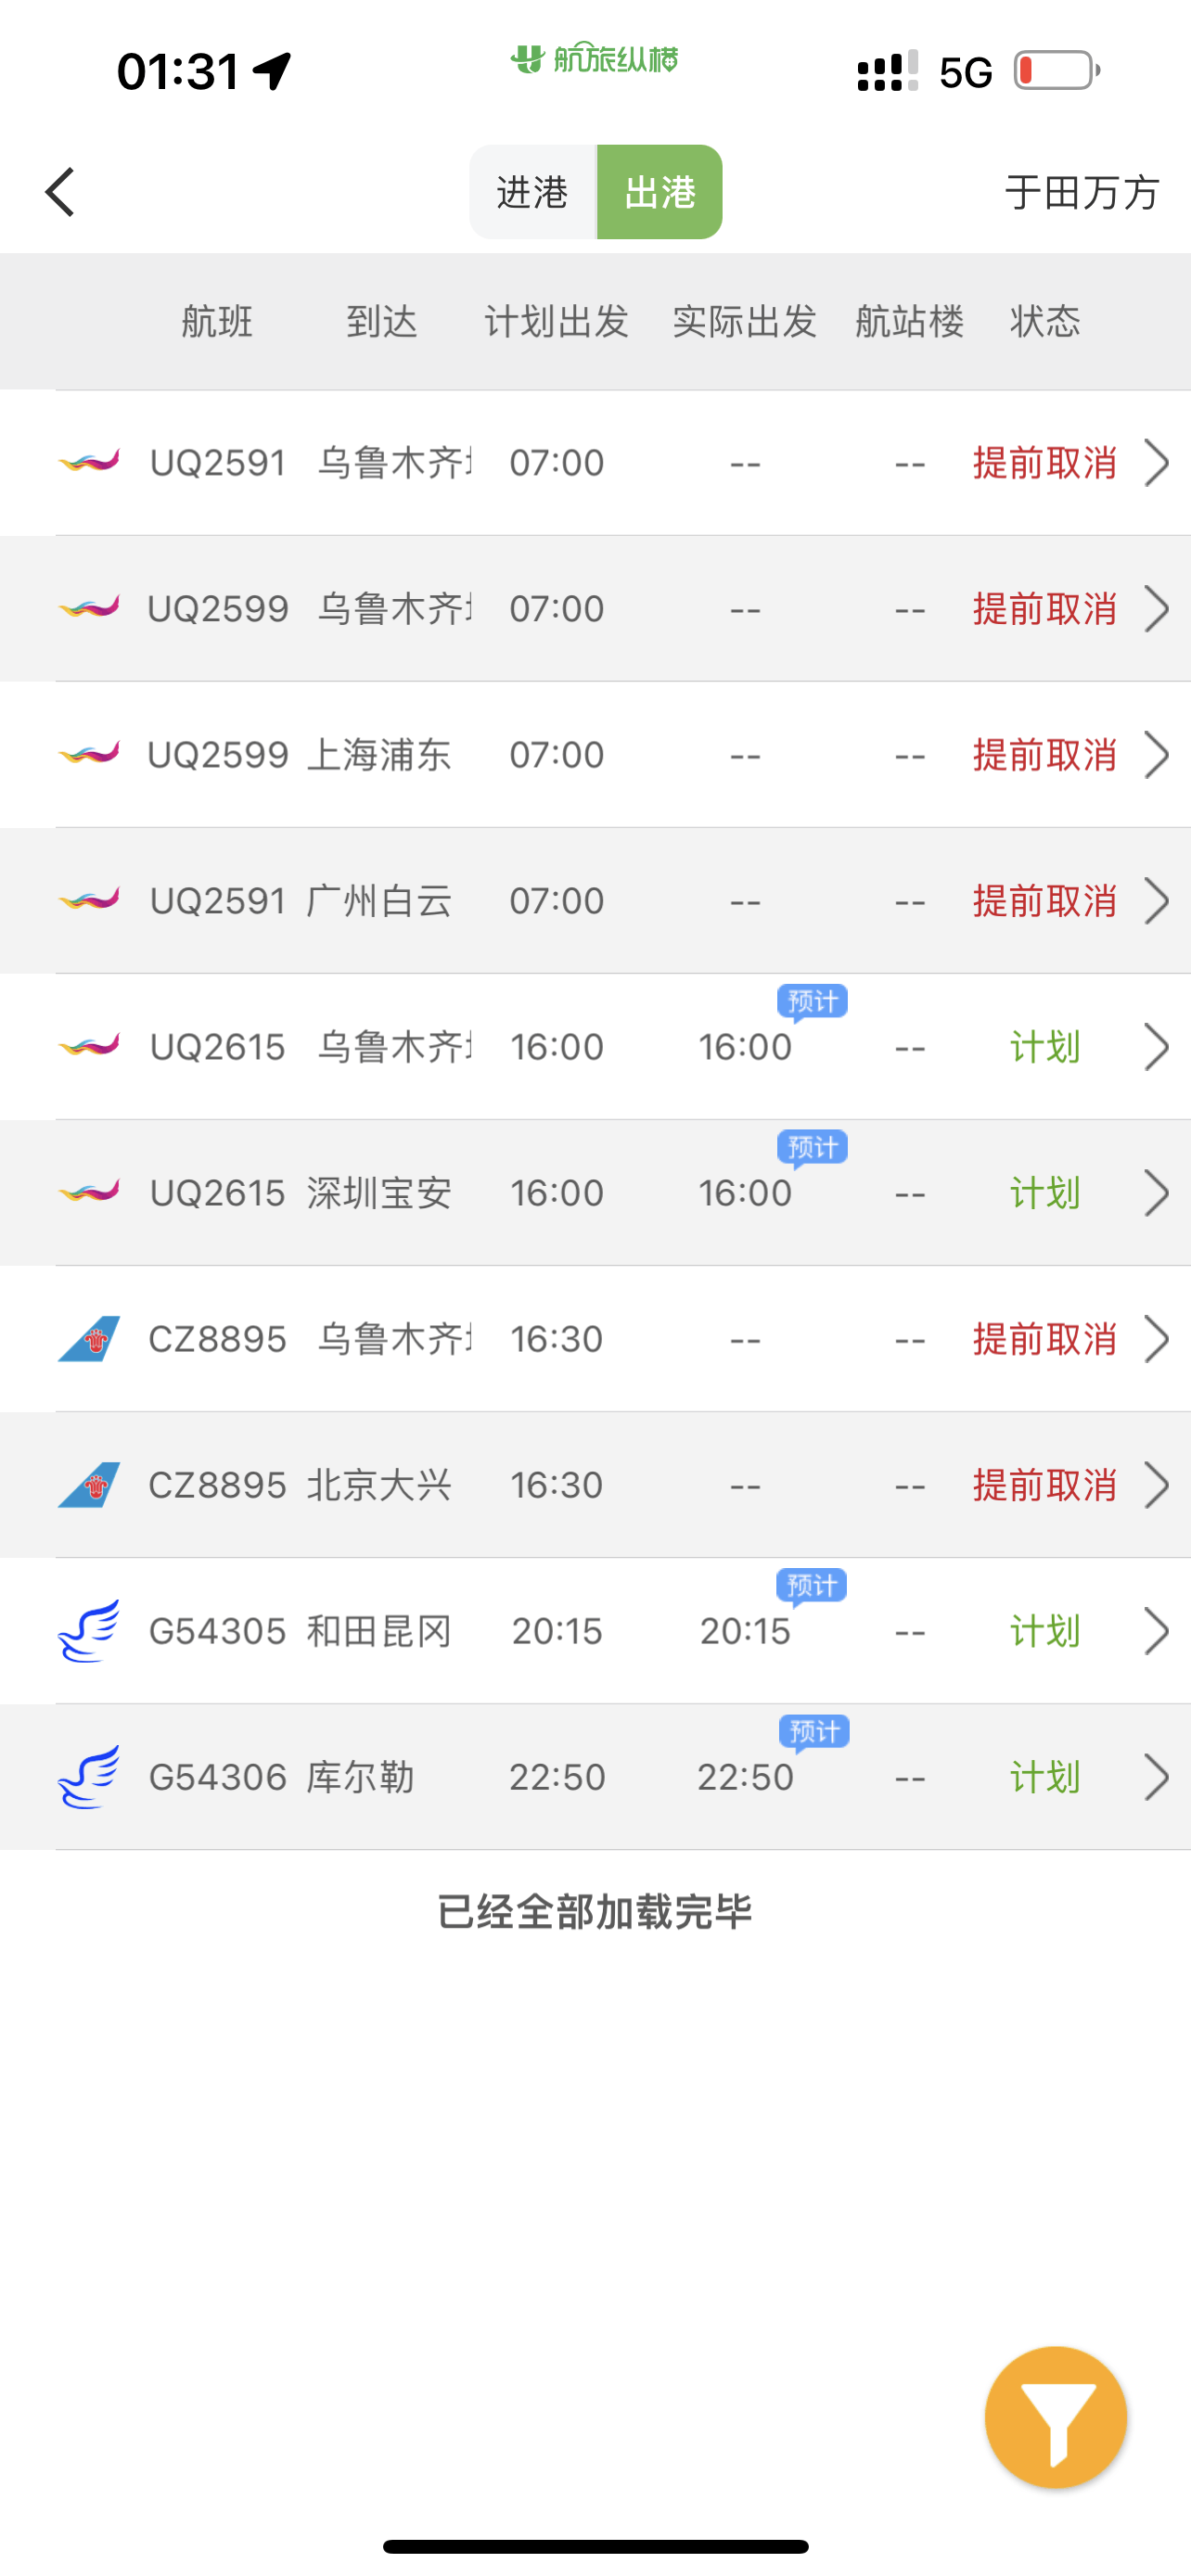 01:31
航旅纵横
5G
进港 出港 于田万方
航班 到达 计划出发 实际出发 航站楼 状态
UQ2591 乌鲁木齐 07:00 -- -- 提前取消
UQ2599 乌鲁木齐 07:00 -- -- 提前取消
UQ2599 上海浦东 07:00 -- -- 提前取消
UQ2591 广州白云 07:00 -- -- 提前取消
预计
UQ2615 乌鲁木齐 16:00 16:00 -- 计划
预计
UQ2615 深圳宝安 16:00 16:00 -- 计划
CZ8895 乌鲁木齐 16:30 -- -- 提前取消
CZ8895 北京大兴 16:30 -- -- 提前取消
预计
G54305 和田昆冈 20:15 20:15 -- 计划
预计
G54306 库尔勒 22:50 22:50 -- 计划
已经全部加载完毕